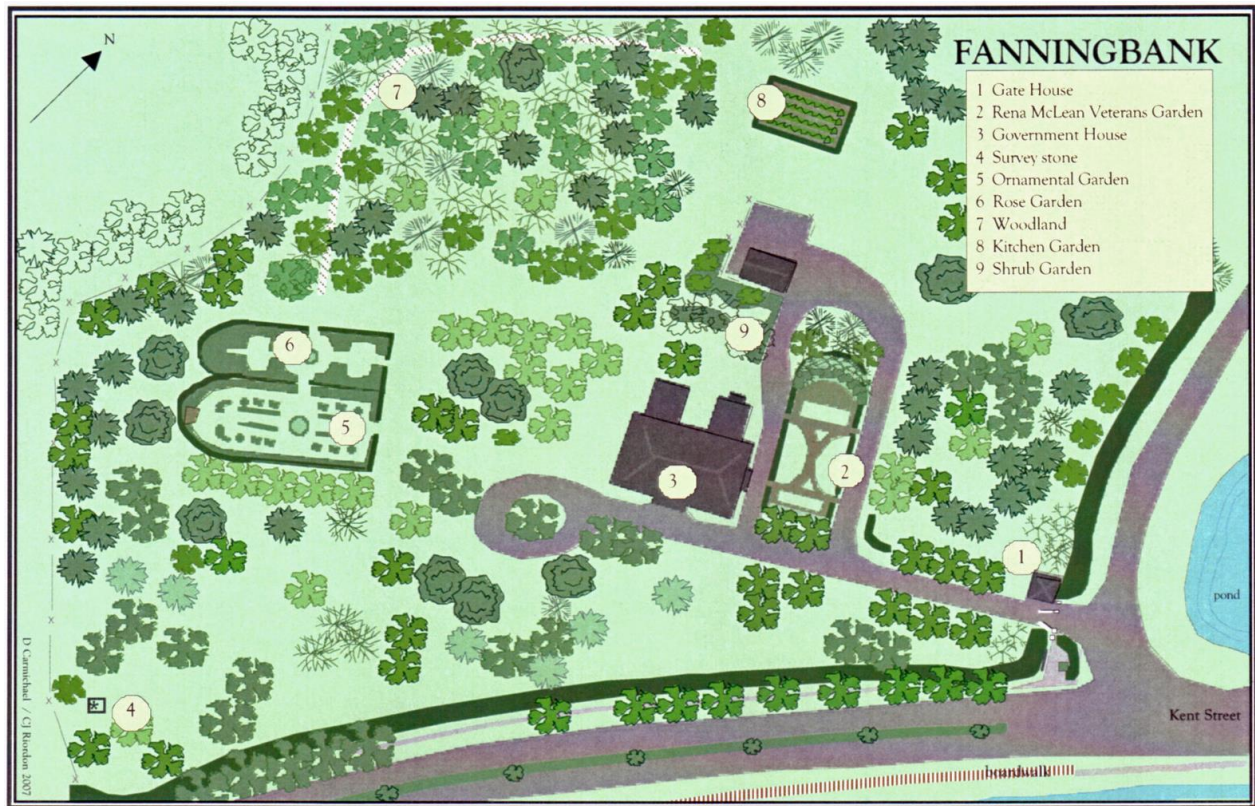 N
FANNINGBANK
1 Gate House
2 Rena McLean Veterans Garden
3 Government House
4 Survey stone
5 Ornamental Garden
6 Rose Garden
7 Woodland
8 Kitchen Garden
9 Shrub Garden
7
8
6
9
5
3
2
1
pond
4
Kent Street
boardwalk
D Carmichael / CJ Riordon 2007